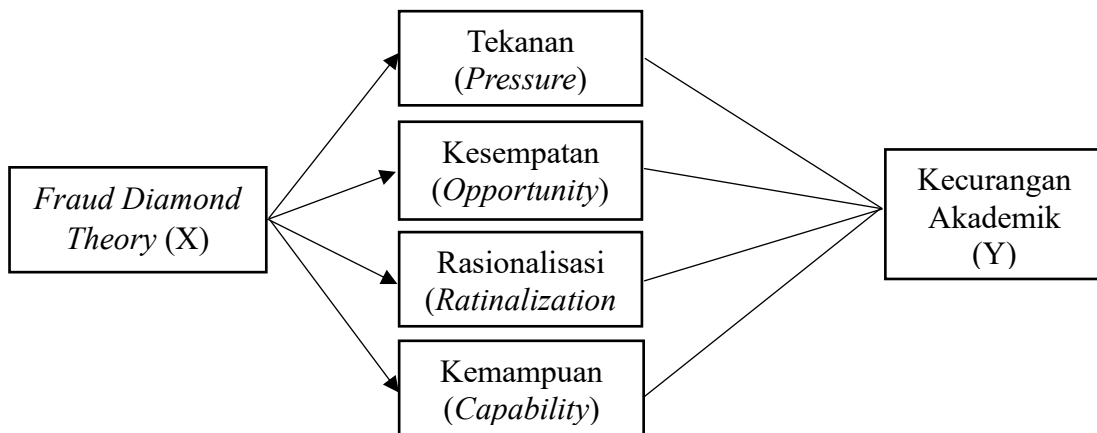 Fraud Diamond
Theory (X)
Tekanan
(Pressure)
Kesempatan
(Opportunity)
Rasionalisasi
(Ratinalization
Kemampuan
(Capability)
Kecurangan
Akademik
(Y)